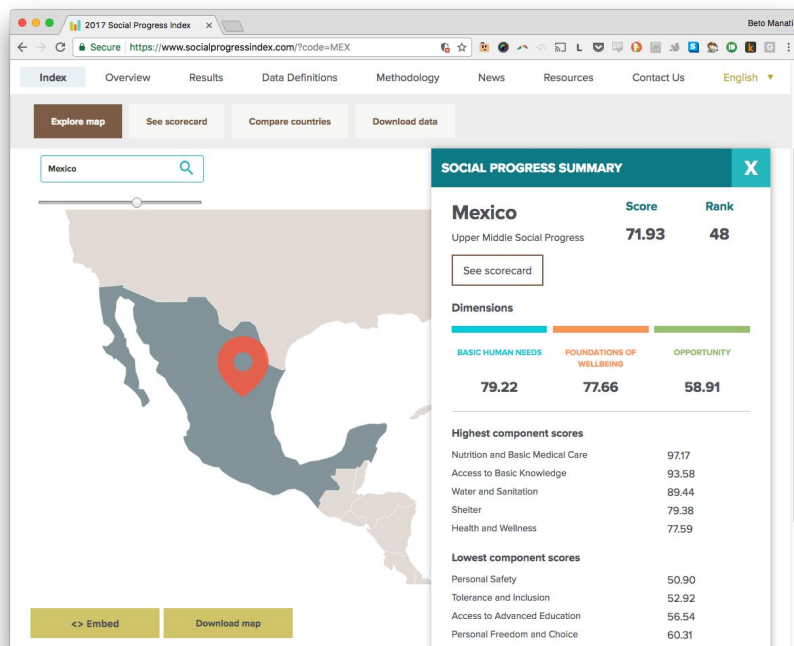 2017 Social Progress Index
Beto Manatí
Secure https://www.socialprogressindex.com/?code=MEX
Index Overview Results Data Definitions Methodology News Resources Contact Us English
Explore map See scorecard Compare countries Download data
Mexico
SOCIAL PROGRESS SUMMARY X
Mexico Score Rank
Upper Middle Social Progress 71.93 48
See scorecard
Dimensions
BASIC HUMAN NEEDS FOUNDATIONS OF WELLBEING OPPORTUNITY
79.22 77.66 58.91
Highest component scores
Nutrition and Basic Medical Care 97.17
Access to Basic Knowledge 93.58
Water and Sanitation 89.44
Shelter 79.38
Health and Wellness 77.59
Lowest component scores
Personal Safety 50.90
Tolerance and Inclusion 52.92
Access to Advanced Education 56.54
Personal Freedom and Choice 60.31
<> Embed Download map